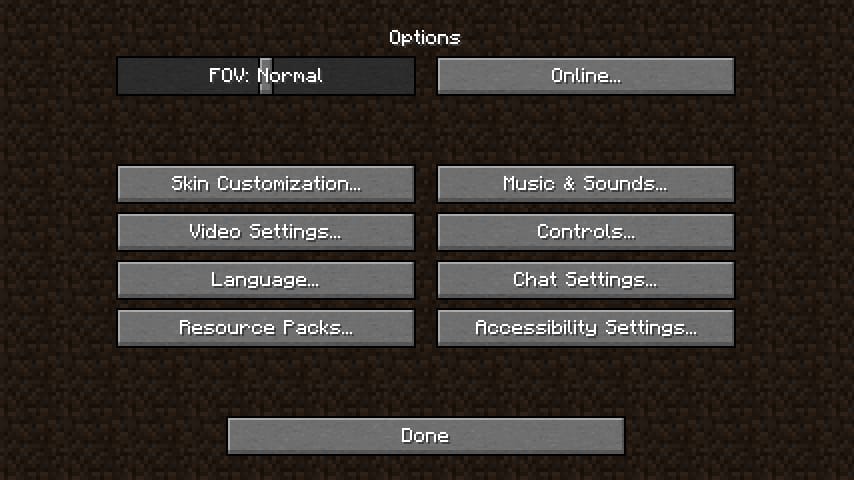 Options
FOV: Normal
Online...
Skin Customization...
Music & Sounds...
Video Settings...
Controls...
Language...
Chat Settings...
Resource Packs...
Accessibility Settings...
Done